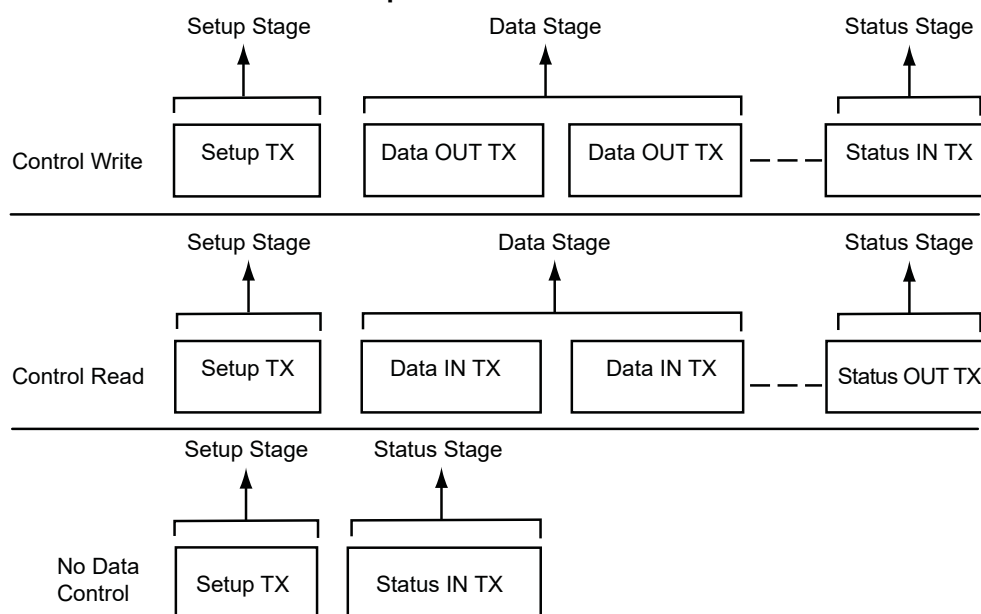 Setup Stage Data Stage Status Stage
Control Write Setup TX Data OUT TX Data OUT TX Status IN TX
Setup Stage Data Stage Status Stage
Control Read Setup TX Data IN TX Data IN TX Status OUT TX
Setup Stage Status Stage
No Data
Control Setup TX Status IN TX